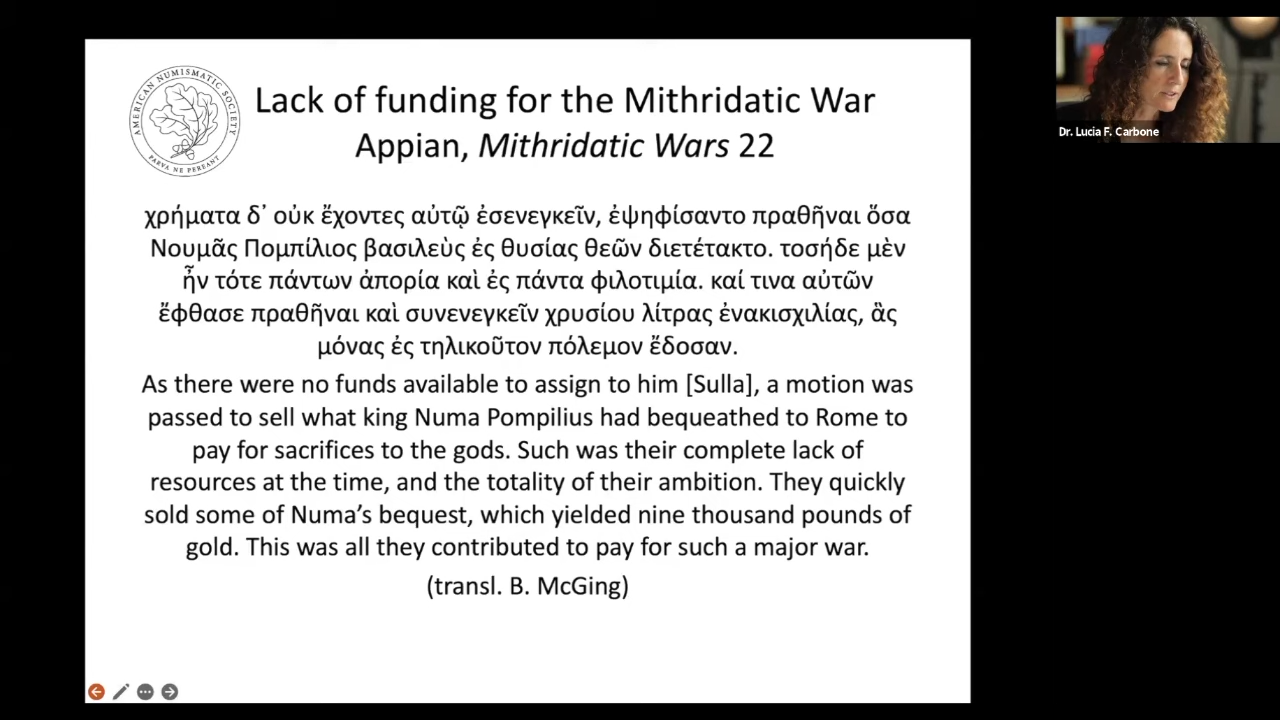 AMERICAN NUMISMATIC SOCIETY
PARVA NE PEREANT
Lack of funding for the Mithridatic War
Appian, Mithridatic Wars 22
χρήματα δ᾽ οὐκ ἔχοντες αὐτῷ ἐσενεγκεῖν, ἐψηφίσαντο πραθῆναι ὅσα
Νουμᾶς Πομπίλιος βασιλεὺς ἐς θυσίας θεῶν διετέτακτο. τοσήδε μὲν
ἦν τότε πάντων ἀπορία καὶ ἐς πάντα φιλοτιμία. καί τινα αὐτῶν
ἔφθασε πραθῆναι καὶ συνενεγκεῖν χρυσίου λίτρας ἐνακισχιλίας, ἃς
μόνας ἐς τηλικοῦτον πόλεμον ἔδοσαν.
As there were no funds available to assign to him [Sulla], a motion was
passed to sell what king Numa Pompilius had bequeathed to Rome to
pay for sacrifices to the gods. Such was their complete lack of
resources at the time, and the totality of their ambition. They quickly
sold some of Numa’s bequest, which yielded nine thousand pounds of
gold. This was all they contributed to pay for such a major war.
(transl. B. McGing)
Dr. Lucia F. Carbone